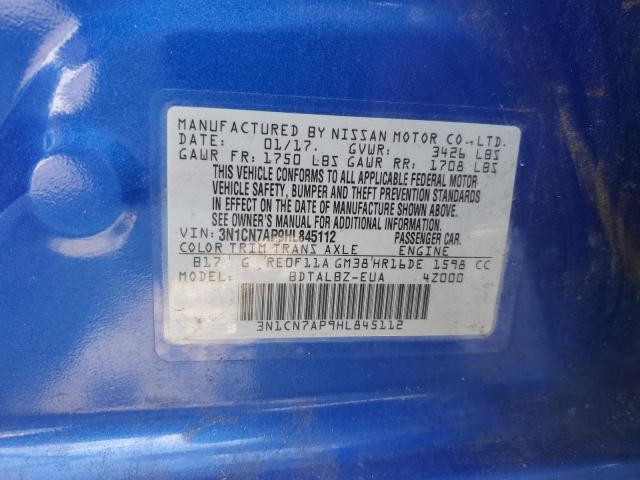 MANUFACTURED BY NISSAN MOTOR CO., LTD.
DATE: 01/17. GVWR: 3426 LBS
GAWR FR: 1750 LBS GAWR RR: 1708 LBS
THIS VEHICLE CONFORMS TO ALL APPLICABLE FEDERAL MOTOR
VEHICLE SAFETY, BUMPER AND THEFT PREVENTION STANDARDS
IN EFFECT ON THE DATE OF MANUFACTURE SHOWN ABOVE.
SEE OWNER'S MANUAL FOR FURTHER INFORMATION.
VIN: 3N1CN7AP9HL845112 PASSENGER CAR.
COLOR TRIM TRANS AXLE ENGINE
B17 G RE0F11A GM38 HR16DE 1598 CC
MODEL: BDTALBZ-EUA 4Z000
3N1CN7AP9HL845112